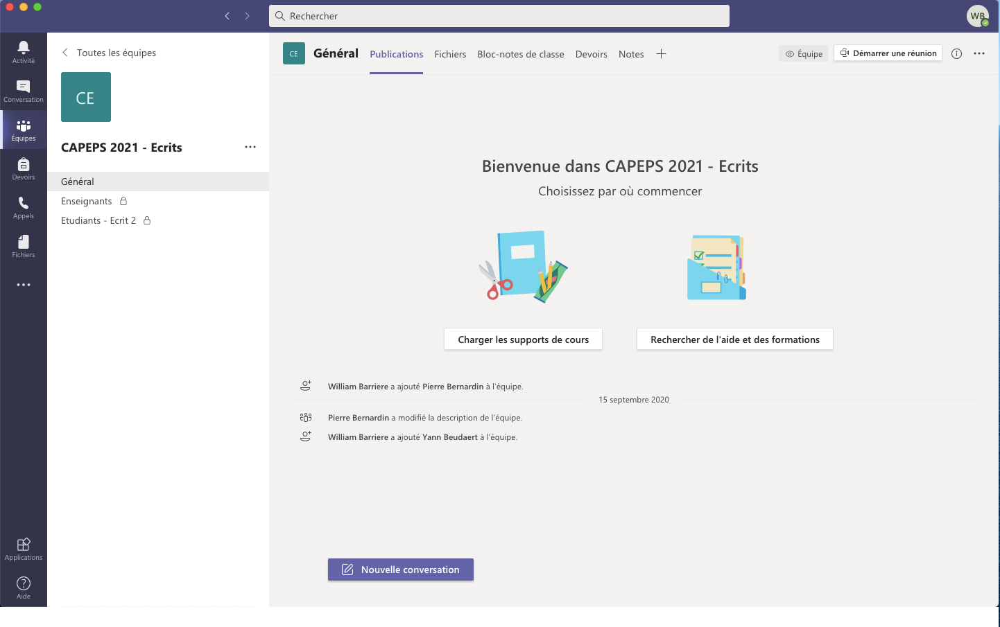 Rechercher
WB
Activité
Conversation
Équipes
Devoirs
Appels
Fichiers
Applications
Aide
Toutes les équipes
CE
CAPEPS 2021 - Ecrits
Général
Enseignants
Etudiants - Ecrit 2
CE
Général Publications Fichiers Bloc-notes de classe Devoirs Notes
Équipe Démarrer une réunion
Bienvenue dans CAPEPS 2021 - Ecrits
Choisissez par où commencer
Charger les supports de cours Rechercher de l'aide et des formations
William Barriere a ajouté Pierre Bernardin à l’équipe.
15 septembre 2020
Pierre Bernardin a modifié la description de l’équipe.
William Barriere a ajouté Yann Beudaert à l’équipe.
Nouvelle conversation